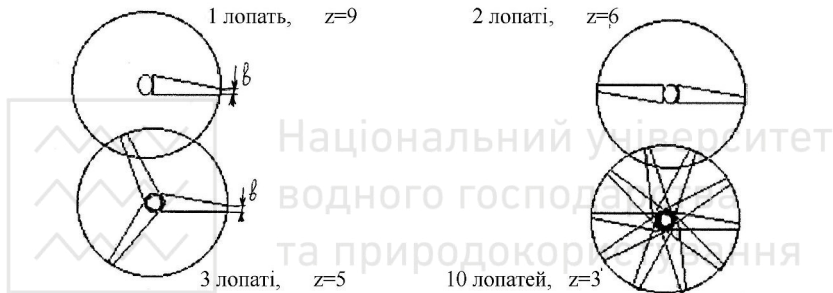 1 лопать, z=9
2 лопаті, z=6
в
Національний університет
водного господарства
та природокористування
в
3 лопаті, z=5
10 лопатей, z=3